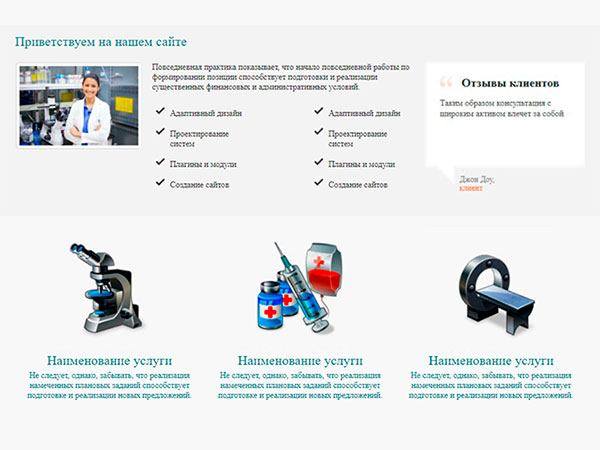 Приветствуем на нашем сайте
Повседневная практика показывает, что начало повседневной работы по
формировании позиции способствует подготовки и реализации
существенных финансовых и административных условий.
Адаптивный дизайн
Проектирование
систем
Плагины и модули
Создание сайтов
Адаптивный дизайн
Проектирование
систем
Плагины и модули
Создание сайтов
Отзывы клиентов
Таким образом консультация с
широким активом влечет за собой
Джон Доу,
клиент
Наименование услуги
Не следует, однако, забывать, что реализация
намеченных плановых заданий способствует
подготовке и реализации новых предложений.
Наименование услуги
Не следует, однако, забывать, что реализация
намеченных плановых заданий способствует
подготовке и реализации новых предложений.
Наименование услуги
Не следует, однако, забывать, что реализация
намеченных плановых заданий способствует
подготовке и реализации новых предложений.